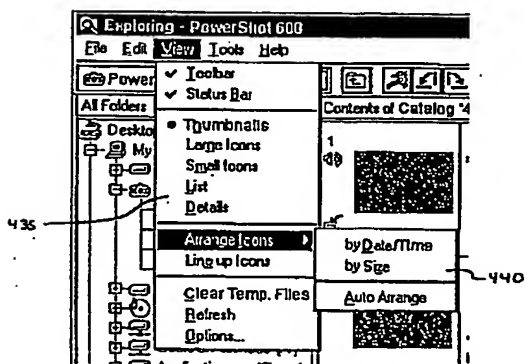 Exploring - PowerShot 600
File Edit View Tools Help
Power
All Folders
Contents of Catalog "4
Deskto
My
Toolbar
Status Bar
Thumbnails
Large Icons
Small Icons
List
Details
Arrange Icons
Line up Icons
Clear Temp. Files
Refresh
Options...
by Date/Time
by Size
Auto Arrange
1
435
440